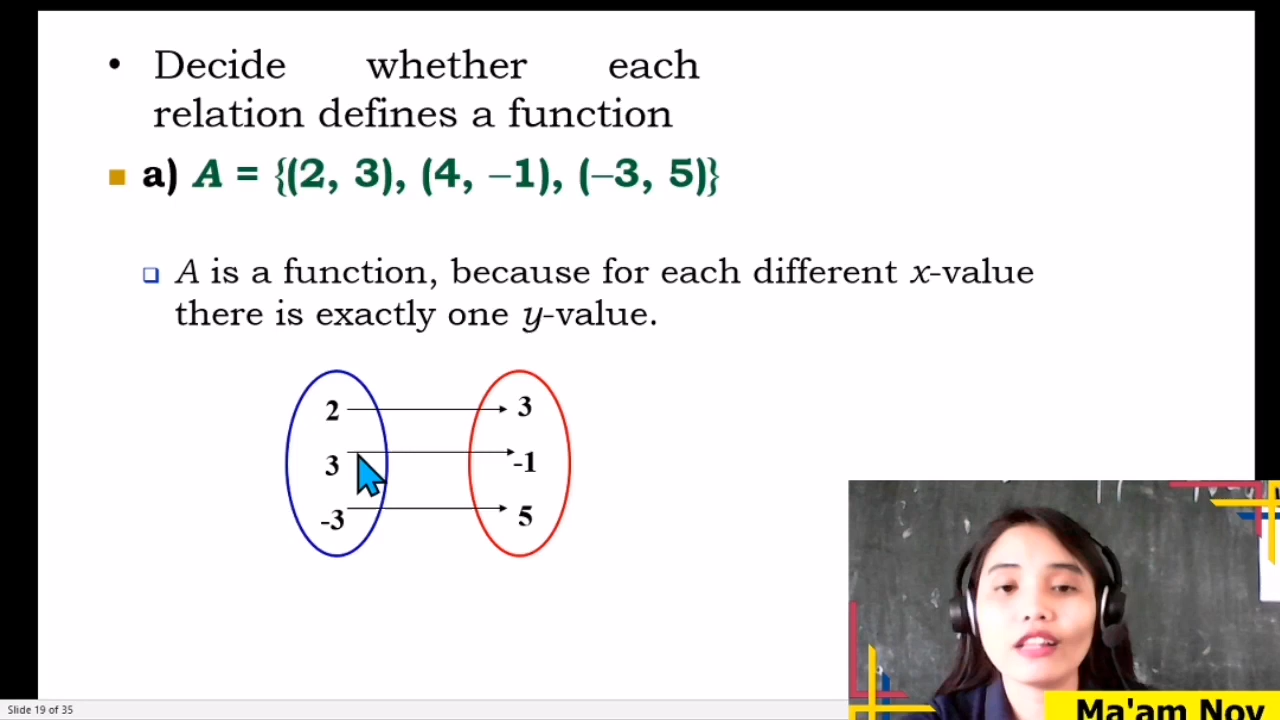 • Decide whether each
relation defines a function
a) A = {(2, 3), (4, –1), (–3, 5)}
A is a function, because for each different x-value
there is exactly one y-value.
2 3
3 -1
-3 5
Slide 19 of 35
Ma'am Nov